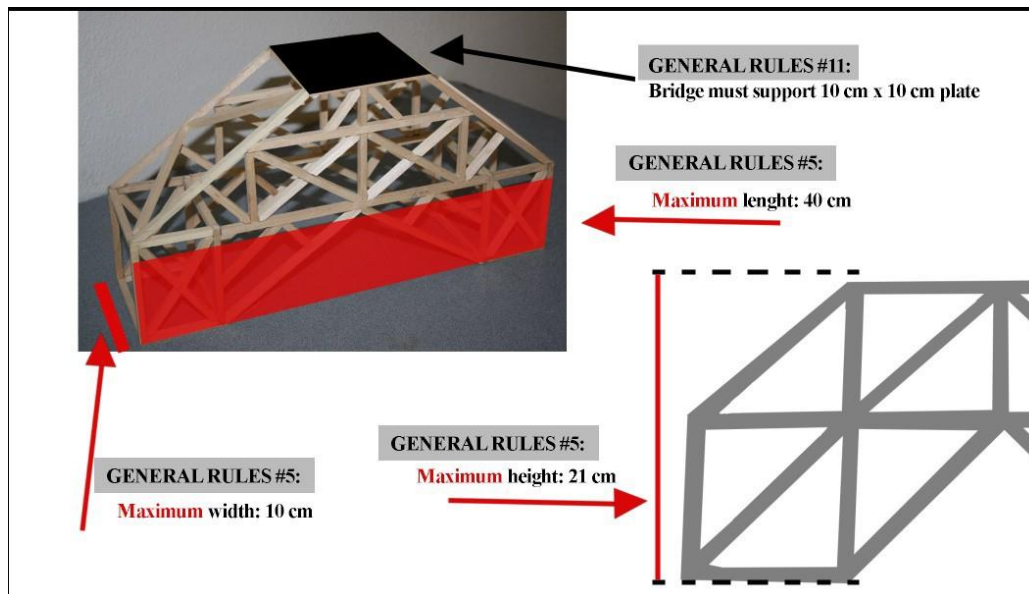 GENERAL RULES #11:
Bridge must support 10 cm x 10 cm plate
GENERAL RULES #5:
Maximum lenght: 40 cm
GENERAL RULES #5:
Maximum height: 21 cm
GENERAL RULES #5:
Maximum width: 10 cm